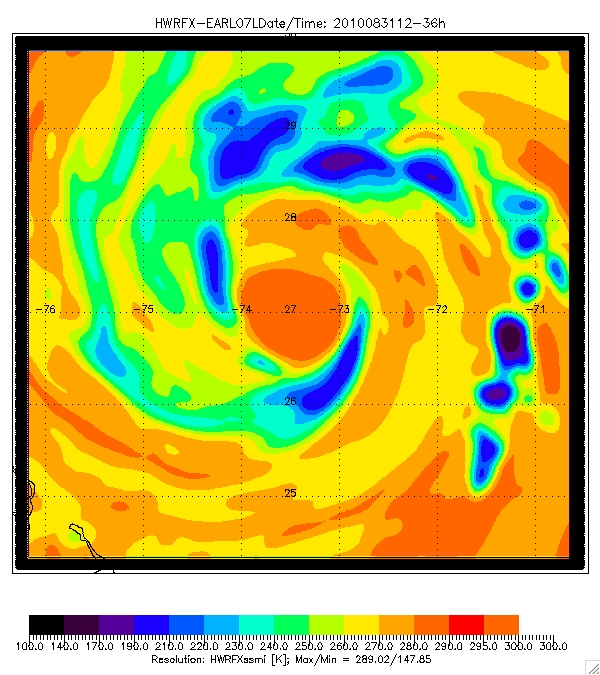 HWRFX-EARL07LDate/Time: 2010083112-36h
29
28
-76 -75 -74 27 -73 -72 -71
26
25
100.0 140.0 170.0 190.0 210.0 220.0 230.0 240.0 250.0 260.0 270.0 280.0 290.0 295.0 300.0 300.0
Resolution: HWRFXssmi [K]; Max/Min = 289.02/147.85